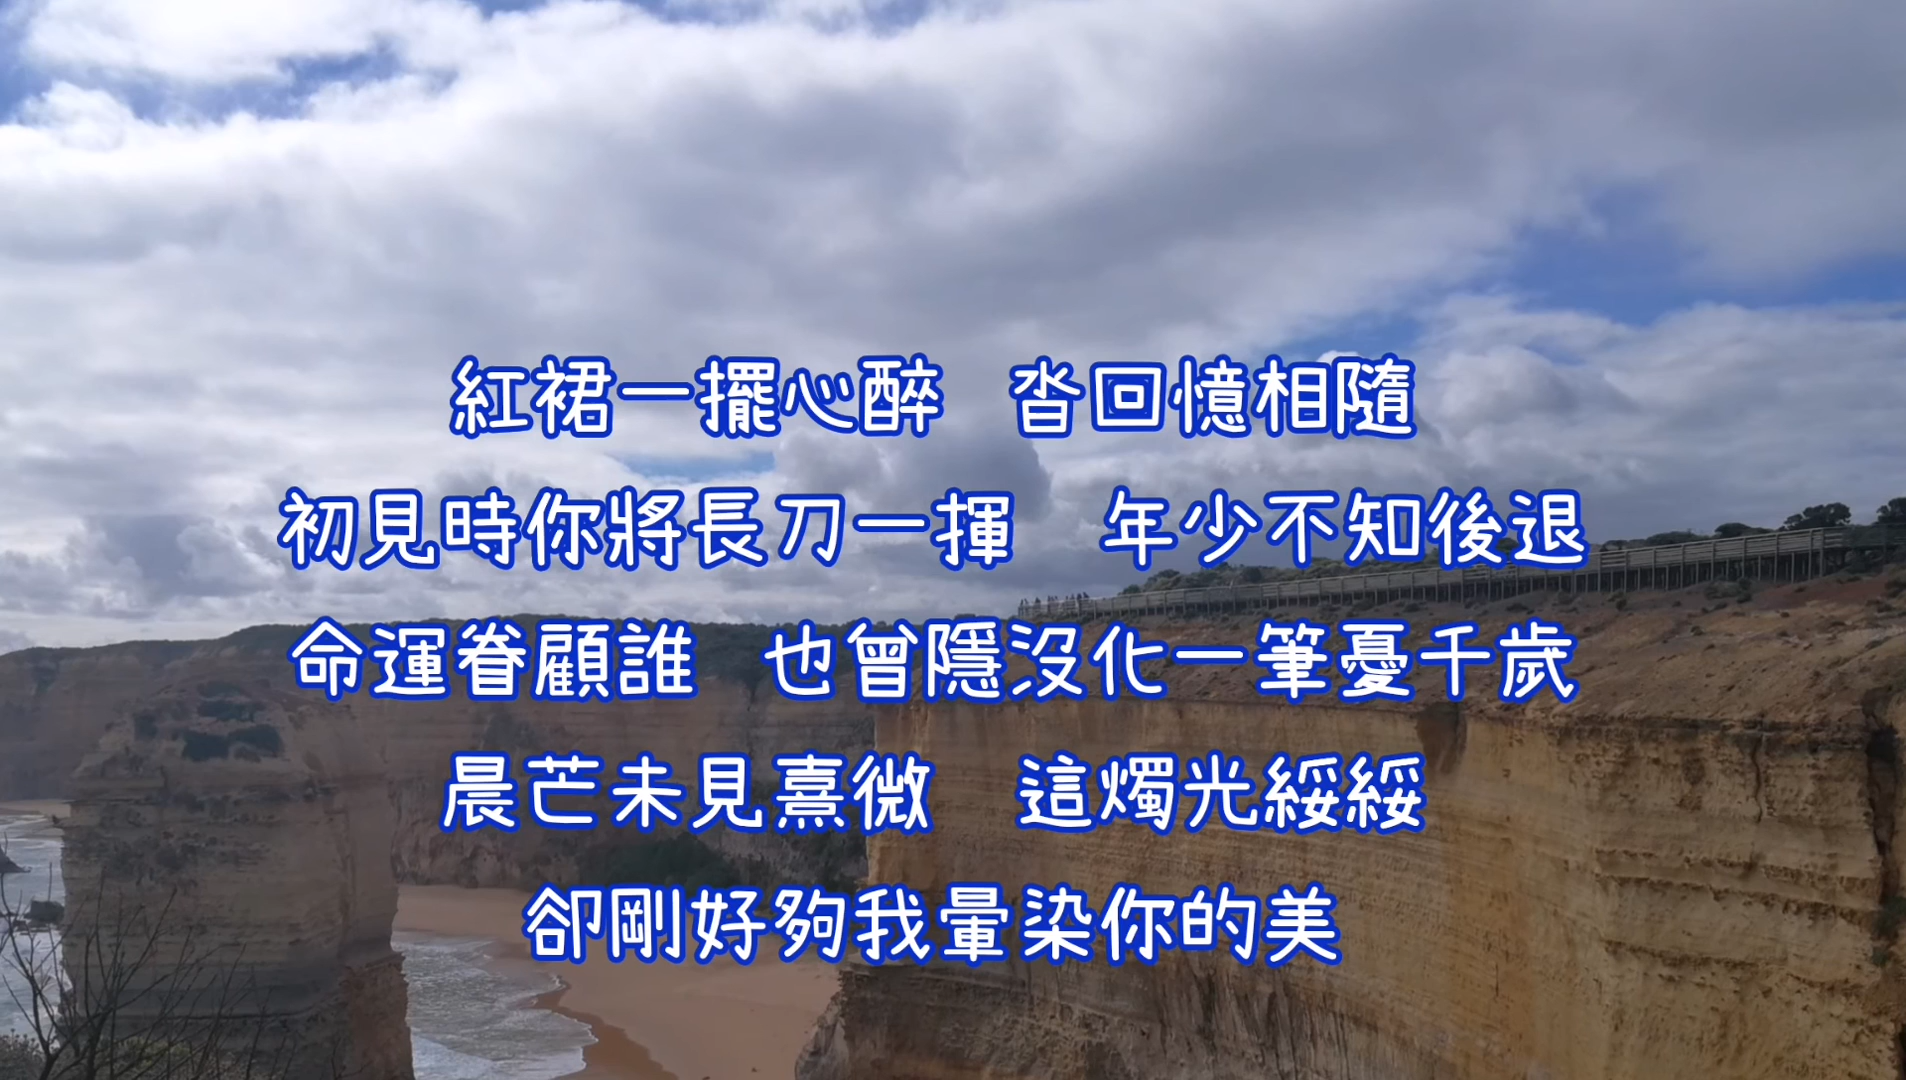 紅裙一擺心醉　沓回憶相隨
初見時你將長刀一揮　年少不知後退
命運眷顧誰　也曾隱沒化一筆憂千歲
晨芒未見熹微　這燭光綏綏
卻剛好夠我暈染你的美